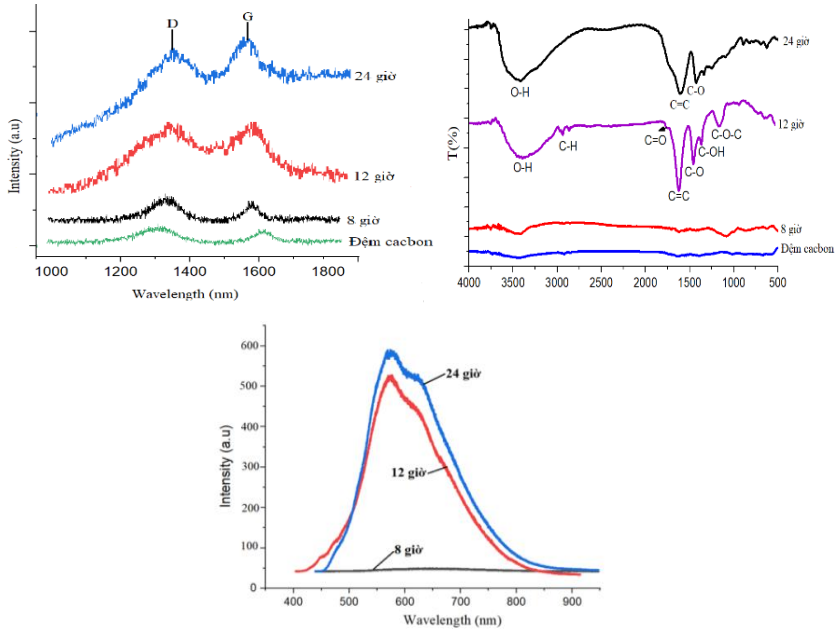 D
G
24 giờ
12 giờ
8 giờ
Đệm cacbon
Intensity (a.u)
1000 1200 1400 1600 1800
Wavelength (nm)
24 giờ
O-H
C=C
C-O
12 giờ
O-H
C-H
C=O
C=C
C-O
C-OH
C-O-C
8 giờ
Đệm cacbon
T(%)
4000 3500 3000 2500 2000 1500 1000 500
24 giờ
12 giờ
8 giờ
Intensity (a.u)
600
500
400
300
200
100
0
400 500 600 700 800 900
Wavelength (nm)